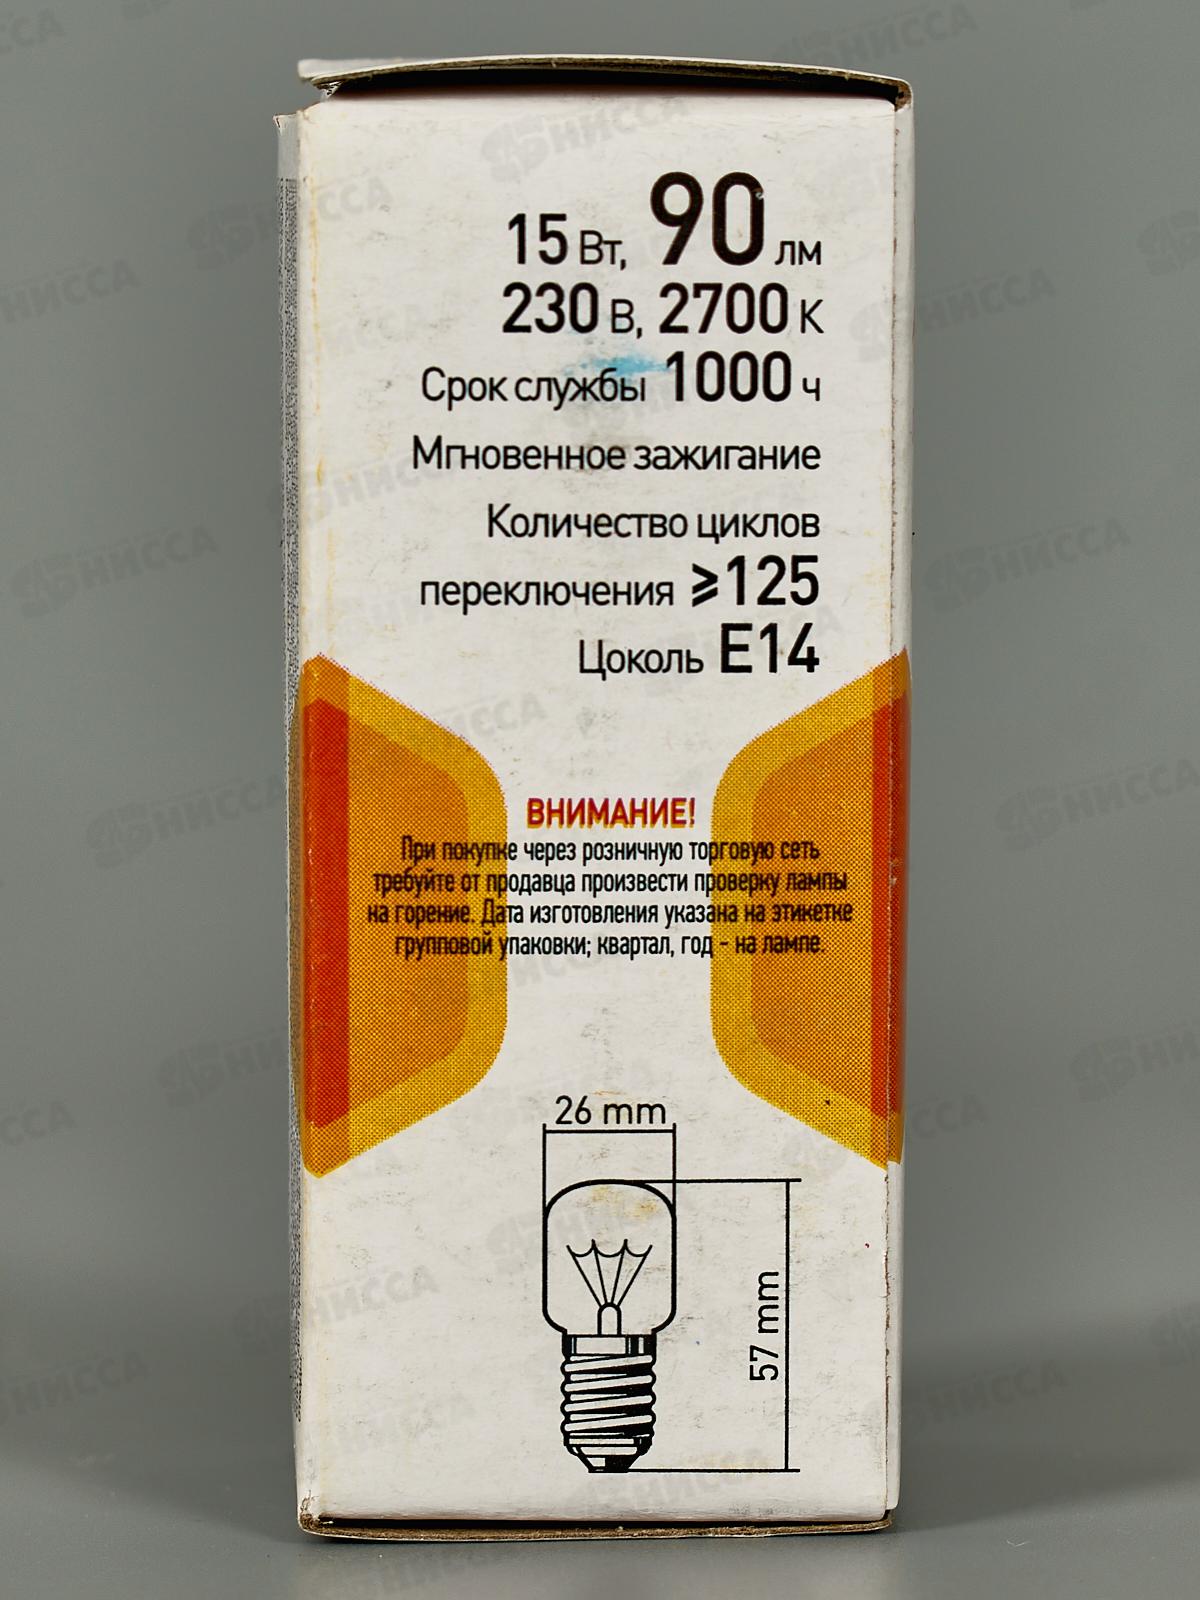 15 Вт, 90 лм
230 В, 2700 К
Срок службы 1000 ч
Мгновенное зажигание
Количество циклов
переключения ⩾125
Цоколь E14
ВНИМАНИЕ!
При покупке через розничную торговую сеть
требуйте от продавца произвести проверку лампы
на горение. Дата изготовления указана на этикетке
групповой упаковки; квартал, год - на лампе.
26 mm
57 mm